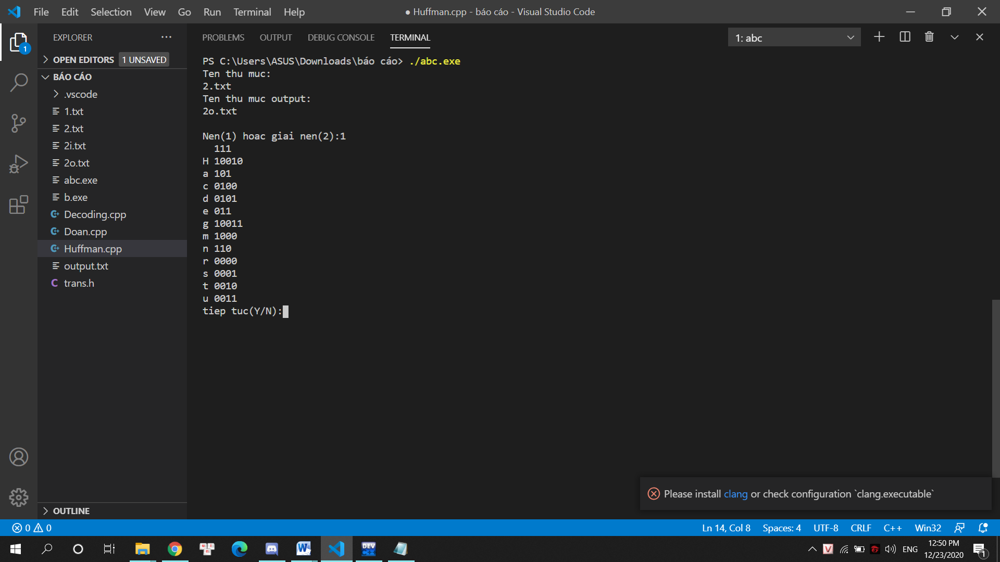 File Edit Selection View Go Run Terminal Help
● Huffman.cpp - báo cáo - Visual Studio Code
EXPLORER
OPEN EDITORS 1 UNSAVED
BÁO CÁO
.vscode
1.txt
2.txt
2i.txt
2o.txt
abc.exe
b.exe
Decoding.cpp
Doan.cpp
Huffman.cpp
output.txt
trans.h
OUTLINE
1
PROBLEMS OUTPUT DEBUG CONSOLE TERMINAL
1: abc
PS C:\Users\ASUS\Downloads\báo cáo> ./abc.exe
Ten thu muc:
2.txt
Ten thu muc output:
2o.txt
Nen(1) hoac giai nen(2):1
111
H 10010
a 101
c 0100
d 0101
e 011
g 10011
m 1000
n 110
r 0000
s 0001
t 0010
u 0011
tiep tuc(Y/N):
Please install clang or check configuration `clang.executable`
0 0
Ln 14, Col 8 Spaces: 4 UTF-8 CRLF C++ Win32
ENG
12:50 PM
12/23/2020
1
DEV
C++